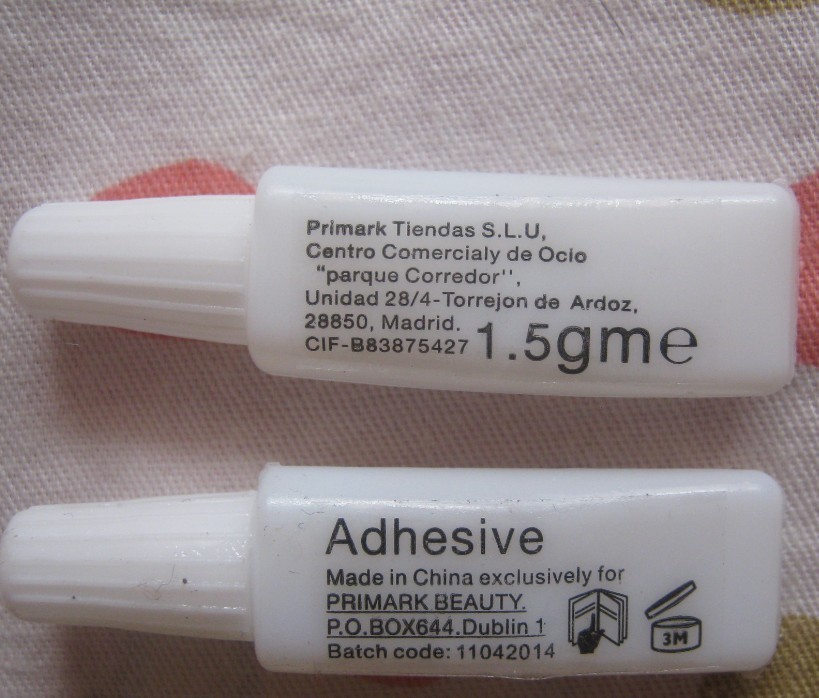 Primark Tiendas S.L.U,
Centro Comercialy de Ocio
"parque Corredor'',
Unidad 28/4-Torrejon de Ardoz,
28850, Madrid.
CIF-B83875427 1.5gme
Adhesive
Made in China exclusively for
PRIMARK BEAUTY.
P.O.BOX644.Dublin 1
Batch code: 11042014
3M